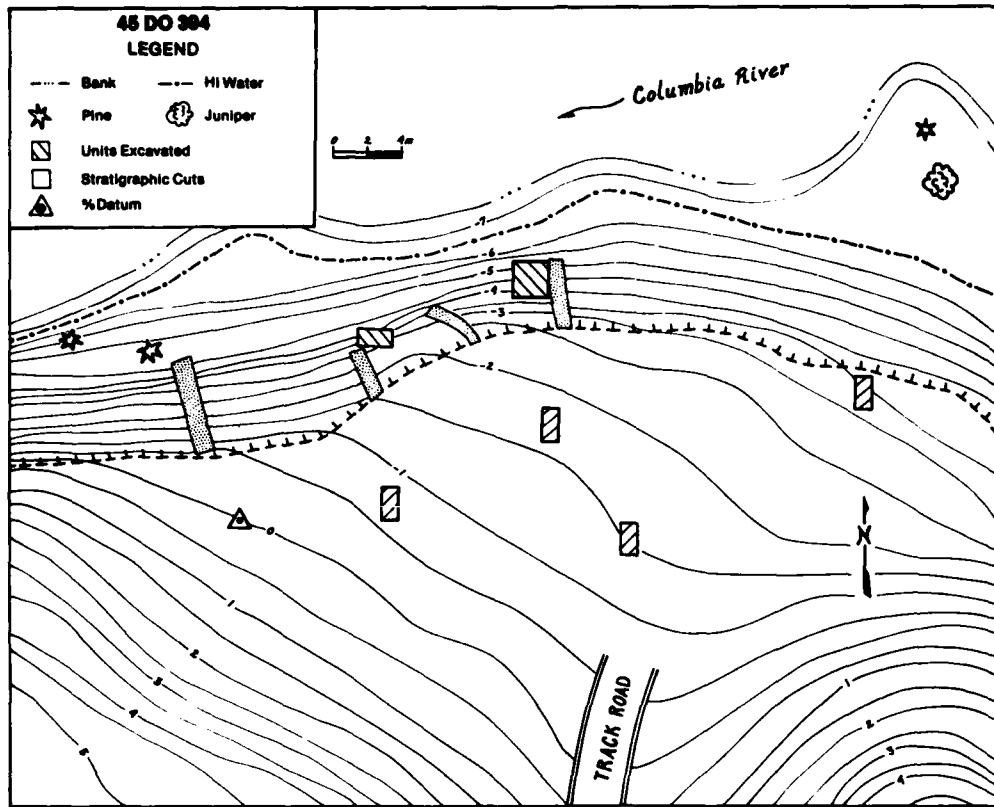 45 DO 394
LEGEND
Bank
Hi Water
Pine
Juniper
Units Excavated
Stratigraphic Cuts
% Datum
0 2 4m
Columbia River
-7
-6
-5
-4
-3
-2
-1
0
1
2
3
4
5
N
TRACK ROAD
1
2
3
4